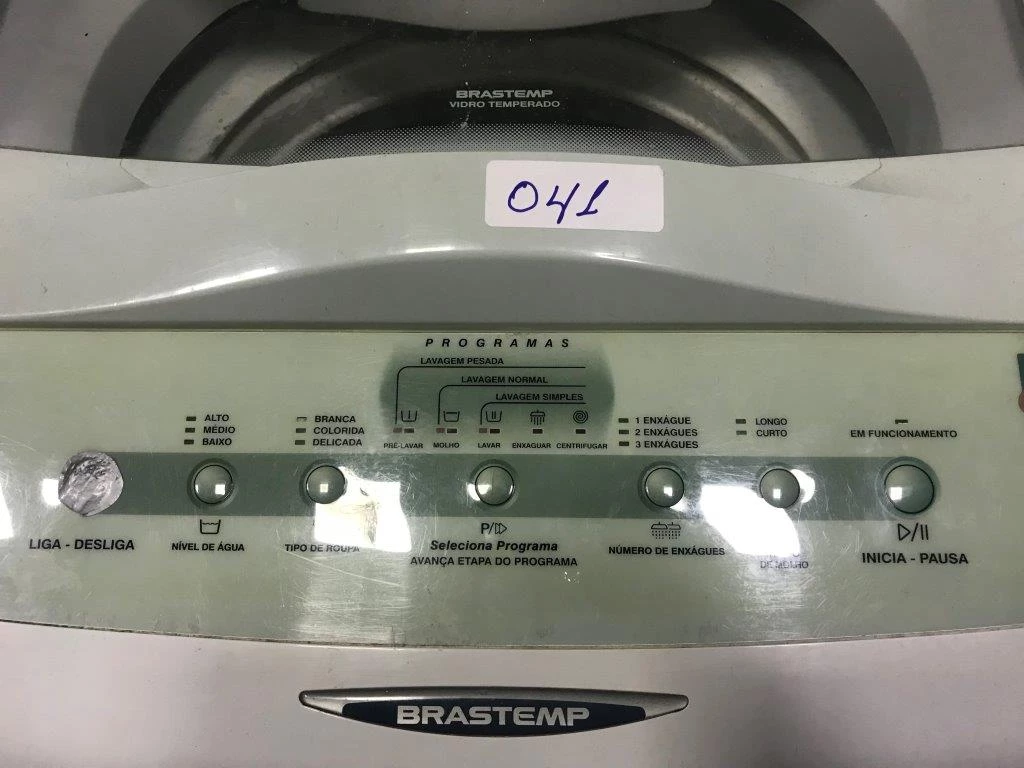 BRASTEMP
VIDRO TEMPERADO
041
PROGRAMAS
LAVAGEM PESADA
LAVAGEM NORMAL
LAVAGEM SIMPLES
ALTO
MÉDIO
BAIXO
BRANCA
COLORIDA
DELICADA
PRÉ-LAVAR MOLHO LAVAR ENXAGUAR CENTRIFUGAR
1 ENXÁGUE
2 ENXÁGUES
3 ENXÁGUES
LONGO
CURTO
EM FUNCIONAMENTO
LIGA - DESLIGA
NÍVEL DE ÁGUA
TIPO DE ROUPA
P/
Seleciona Programa
AVANÇA ETAPA DO PROGRAMA
NÚMERO DE ENXÁGUES
DE MOLHO
INICIA - PAUSA
BRASTEMP